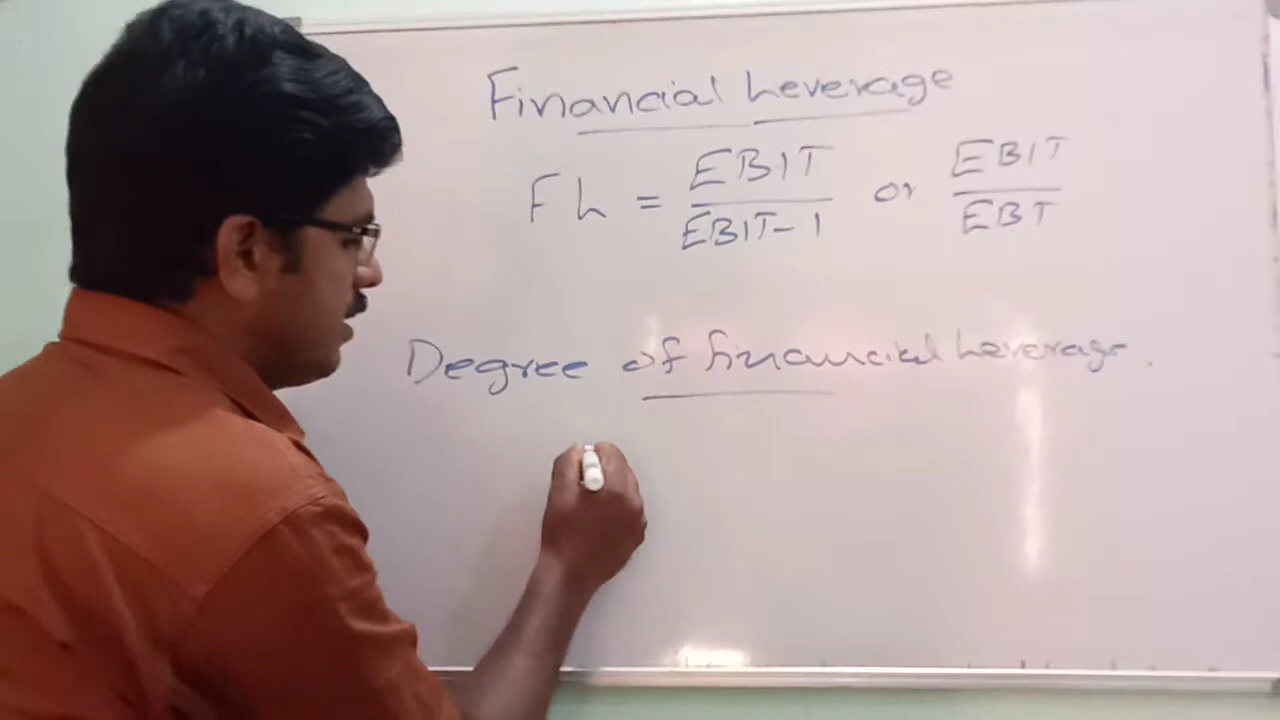 Financial Leverage
FL = EBIT / EBIT-I or EBIT / EBT
Degree of financial Leverage.